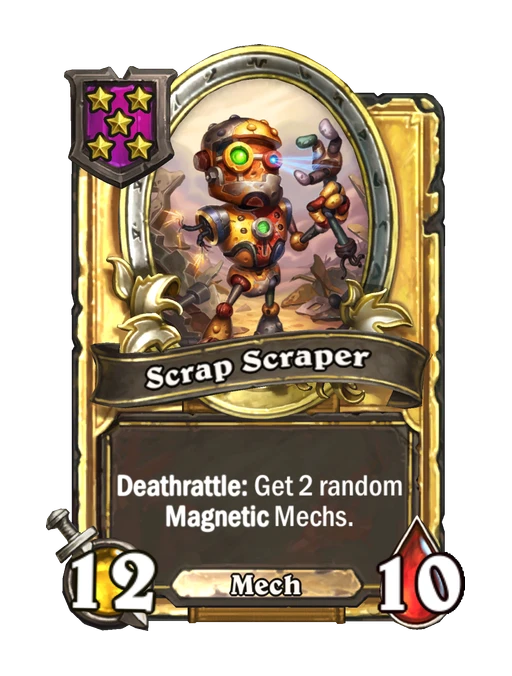 Scrap Scraper
Deathrattle: Get 2 random
Magnetic Mechs.
12
Mech
10